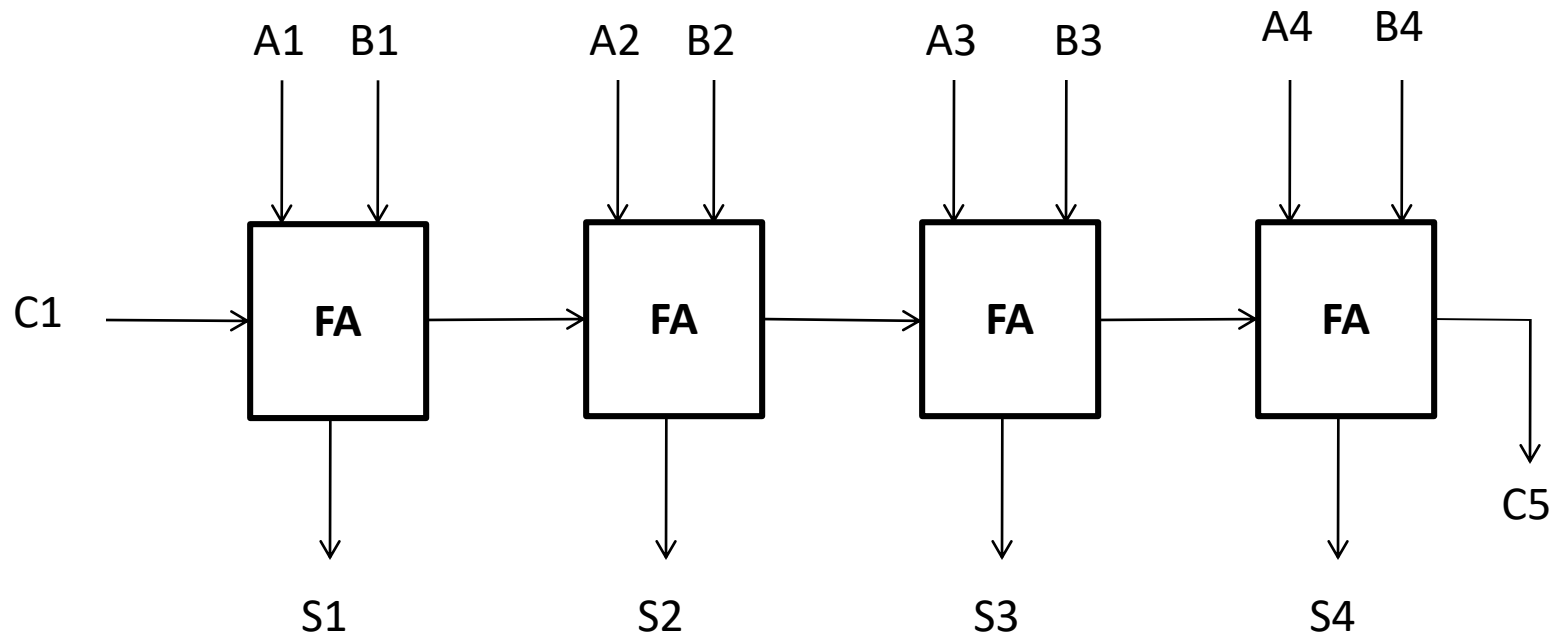 A1 B1 A2 B2 A3 B3 A4 B4
C1 FA FA FA FA
C5
S1 S2 S3 S4